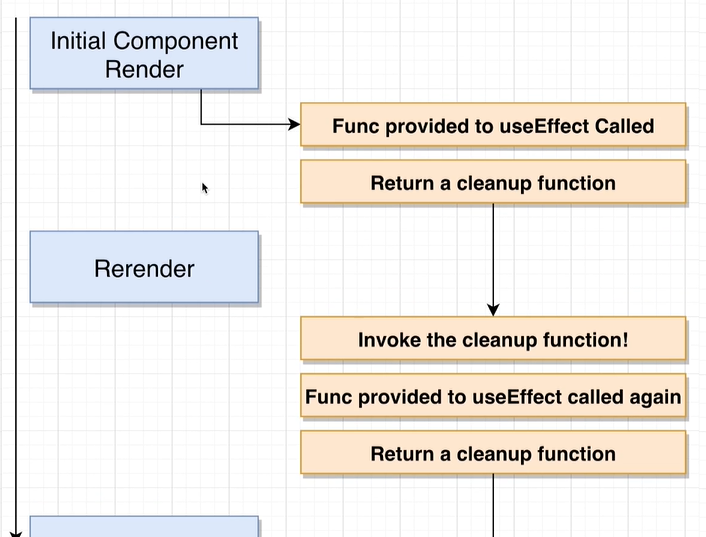 Initial Component
Render
Func provided to useEffect Called
Return a cleanup function
Rerender
Invoke the cleanup function!
Func provided to useEffect called again
Return a cleanup function